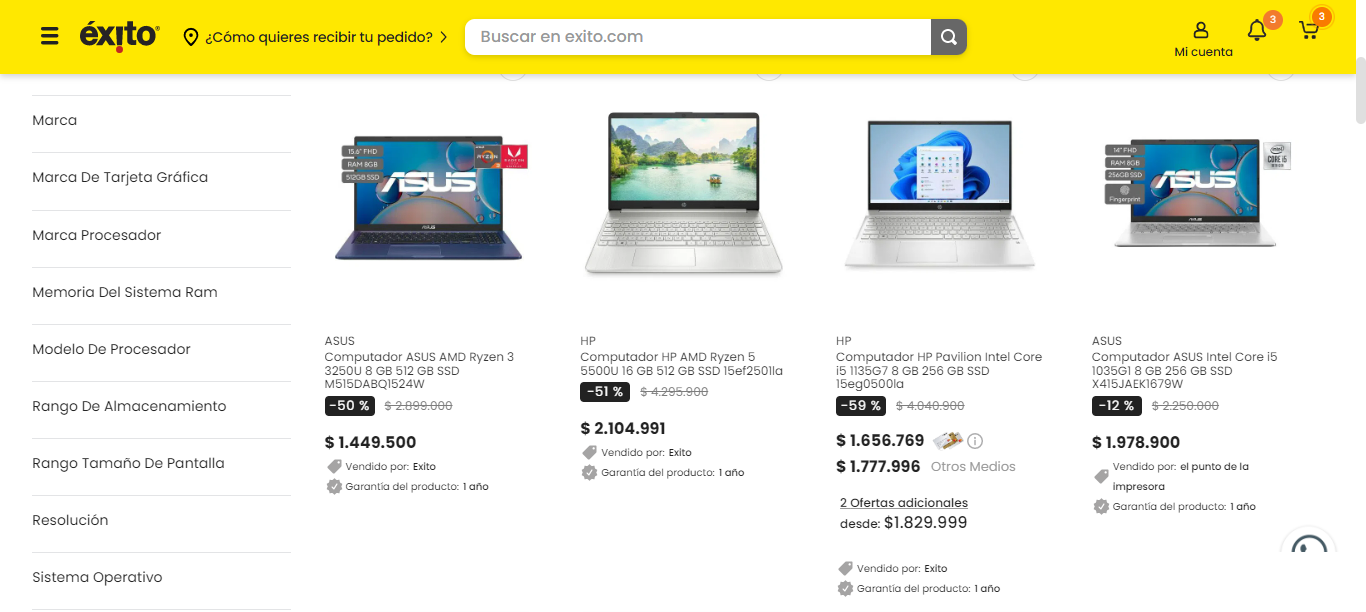 éxito
¿Cómo quieres recibir tu pedido?
Buscar en exito.com
Mi cuenta
3
3
Marca
Marca De Tarjeta Gráfica
Marca Procesador
Memoria Del Sistema Ram
Modelo De Procesador
Rango De Almacenamiento
Rango Tamaño De Pantalla
Resolución
Sistema Operativo
15.6" FHD
RAM 8GB
512GB SSD
ASUS
RYZEN
RADEON
ASUS
Computador ASUS AMD Ryzen 3
3250U 8 GB 512 GB SSD
M515DABQ1524W
-50 %
$ 2.899.000
$ 1.449.500
Vendido por: Exito
Garantía del producto: 1 año
HP
Computador HP AMD Ryzen 5
5500U 16 GB 512 GB SSD 15ef2501la
-51 %
$ 4.295.900
$ 2.104.991
Vendido por: Exito
Garantía del producto: 1 año
HP
Computador HP Pavilion Intel Core
i5 1135G7 8 GB 256 GB SSD
15eg0500la
-59 %
$ 4.040.900
$ 1.656.769
$ 1.777.996 Otros Medios
2 Ofertas adicionales
desde: $1.829.999
Vendido por: Exito
Garantía del producto: 1 año
14" FHD
RAM 8GB
256GB SSD
Fingerprint
ASUS
intel
CORE i5
ASUS
Computador ASUS Intel Core i5
1035G1 8 GB 256 GB SSD
X415JAEK1679W
-12 %
$ 2.250.000
$ 1.978.900
Vendido por: el punto de la
impresora
Garantía del producto: 1 año